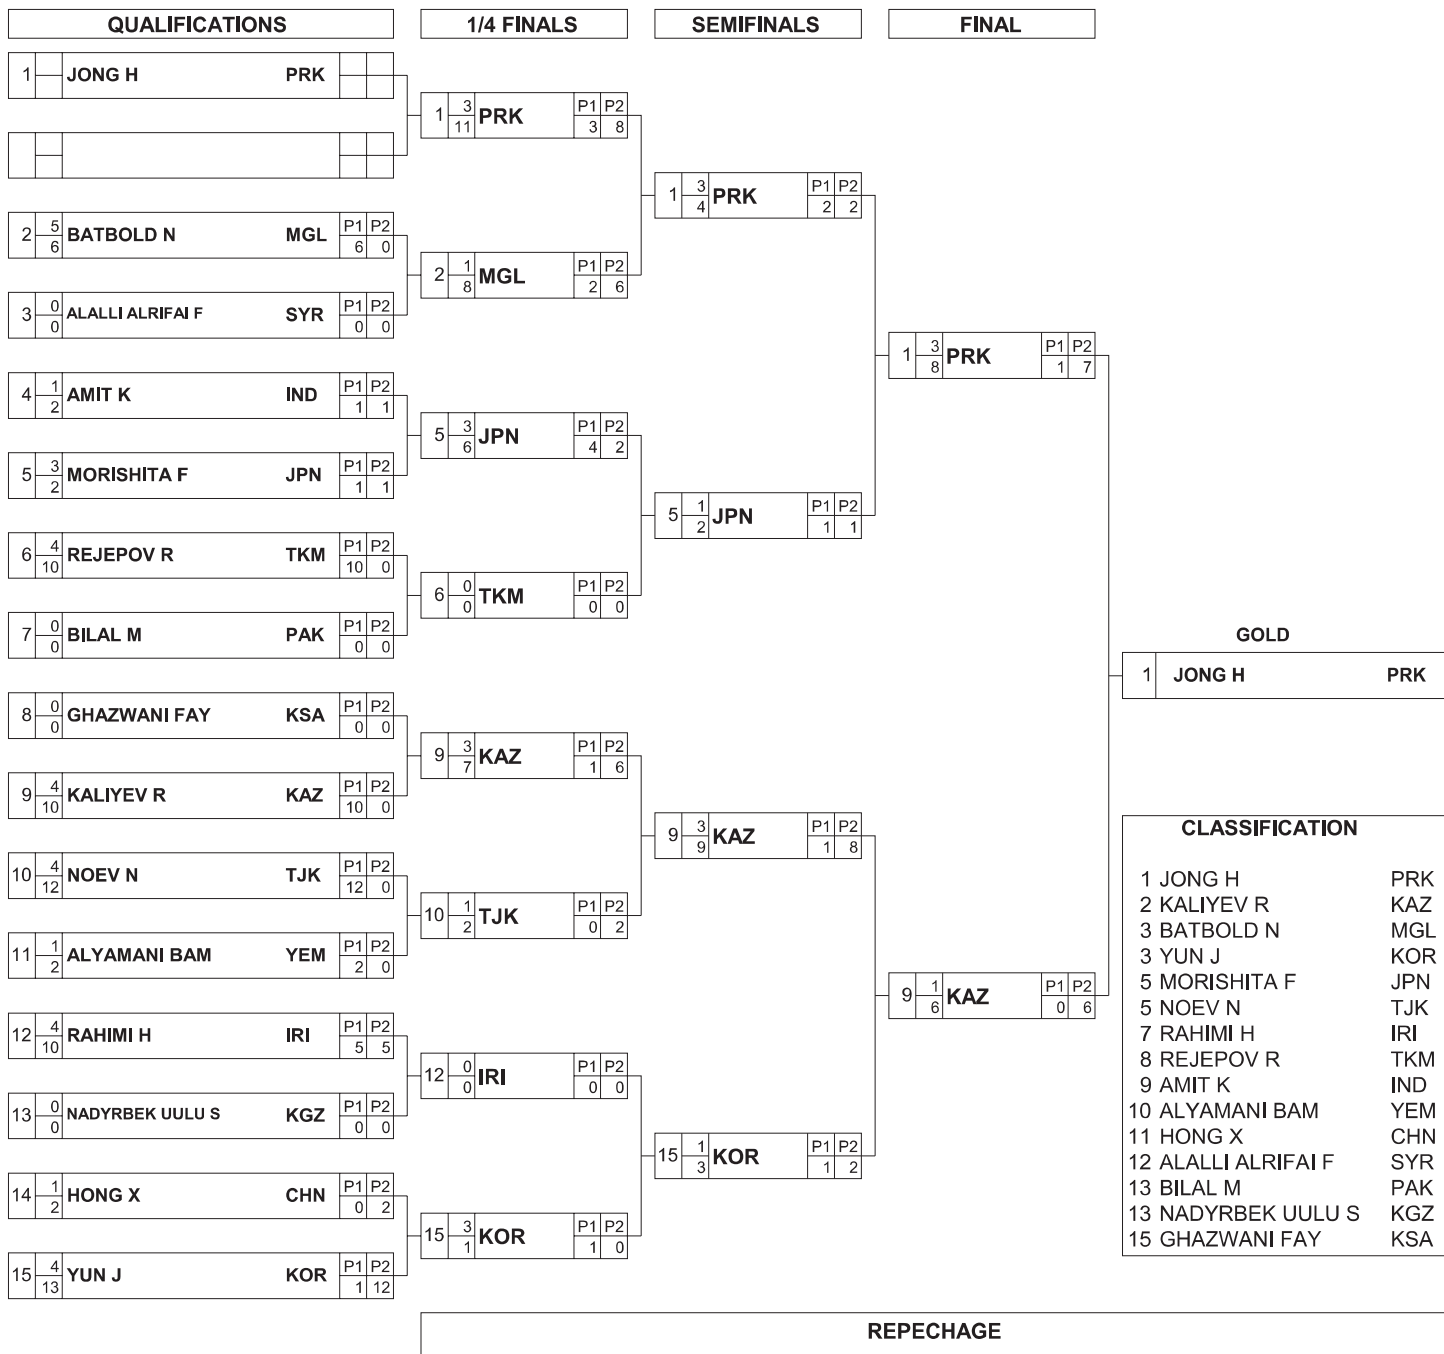 QUALIFICATIONS 1/4 FINALS SEMIFINALS FINAL
1 JONG H PRK
1 3 11 PRK P1 P2 3 8
1 3 4 PRK P1 P2 2 2
2 5 6 BATBOLD N MGL P1 P2 6 0
2 1 8 MGL P1 P2 2 6
3 0 0 ALALLI ALRIFAI F SYR P1 P2 0 0
1 3 8 PRK P1 P2 1 7
4 1 2 AMIT K IND P1 P2 1 1
5 3 6 JPN P1 P2 4 2
5 3 2 MORISHITA F JPN P1 P2 1 1
5 1 2 JPN P1 P2 1 1
6 4 10 REJEPOV R TKM P1 P2 10 0
6 0 0 TKM P1 P2 0 0
7 0 0 BILAL M PAK P1 P2 0 0
GOLD
1 JONG H PRK
8 0 0 GHAZWANI FAY KSA P1 P2 0 0
9 3 7 KAZ P1 P2 1 6
9 4 10 KALIYEV R KAZ P1 P2 10 0
9 3 9 KAZ P1 P2 1 8
10 4 12 NOEV N TJK P1 P2 12 0
10 1 2 TJK P1 P2 0 2
11 1 2 ALYAMANI BAM YEM P1 P2 2 0
9 1 6 KAZ P1 P2 0 6
12 4 10 RAHIMI H IRI P1 P2 5 5
12 0 0 IRI P1 P2 0 0
13 0 0 NADYRBEK UULU S KGZ P1 P2 0 0
15 1 3 KOR P1 P2 1 2
14 1 2 HONG X CHN P1 P2 0 2
15 3 1 KOR P1 P2 1 0
15 4 13 YUN J KOR P1 P2 1 12
CLASSIFICATION
1 JONG H PRK
2 KALIYEV R KAZ
3 BATBOLD N MGL
3 YUN J KOR
5 MORISHITA F JPN
5 NOEV N TJK
7 RAHIMI H IRI
8 REJEPOV R TKM
9 AMIT K IND
10 ALYAMANI BAM YEM
11 HONG X CHN
12 ALALLI ALRIFAI F SYR
13 BILAL M PAK
13 NADYRBEK UULU S KGZ
15 GHAZWANI FAY KSA
REPECHAGE